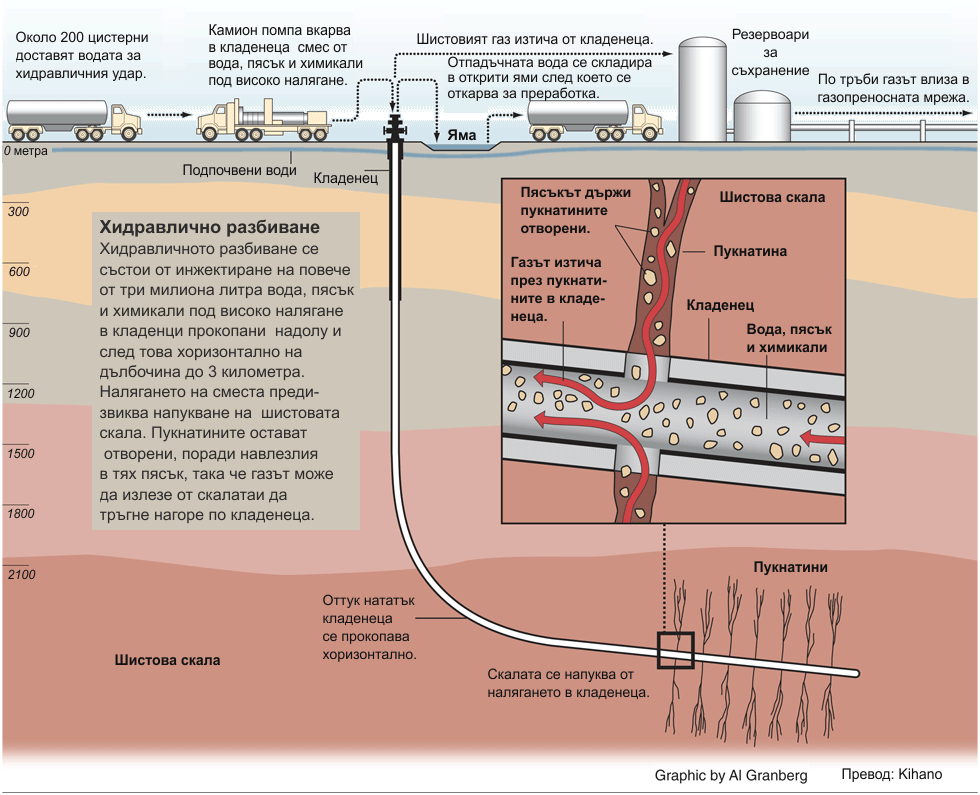 Около 200 цистерни
доставят водата за
хидравличния удар.
Камион помпа вкарва
в кладенеца смес от
вода, пясък и химикали
под високо налягане.
Шистовият газ изтича от кладенеца.
Отпадъчната вода се складира
в открити ями след което се
откарва за преработка.
Резервоари
за
съхранение
По тръби газът влиза в
газопреносната мрежа.
Яма
0 метра
Подпочвени води
Кладенец
300
600
900
1200
1500
1800
2100
Хидравлично разбиване
Хидравличното разбиване се
състои от инжектиране на повече
от три милиона литра вода, пясък
и химикали под високо налягане
в кладенци прокопани надолу и
след това хоризонтално на
дълбочина до 3 километра.
Налягането на сместа преди-
звиква напукване на шистовата
скала. Пукнатините остават
отворени, поради навлезлия
в тях пясък, така че газът може
да излезе от скалатаи да
тръгне нагоре по кладенеца.
Пясъкът държи
пукнатините
отворени.
Шистова скала
Пукнатина
Газът изтича
през пукнати-
ните в кладе-
неца.
Кладенец
Вода, пясък
и химикали
Пукнатини
Оттук нататък
кладенеца
се прокопава
хоризонтално.
Шистова скала
Скалата се напуква от
налягането в кладенеца.
Graphic by Al Granberg
Превод: Kihano